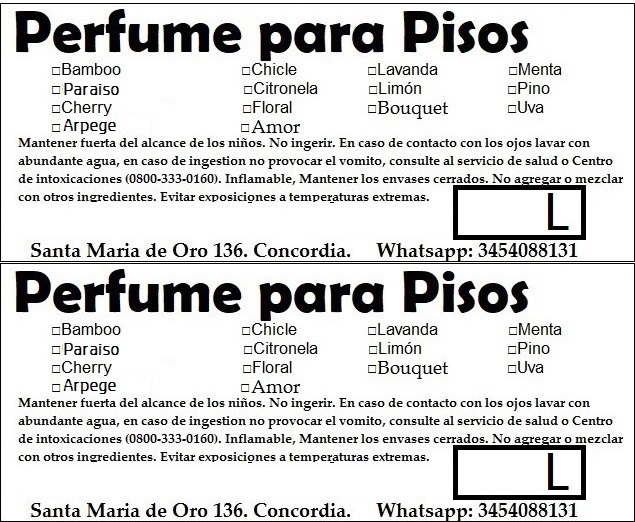 Perfume para Pisos
□Bamboo □Chicle □Lavanda □Menta
□Paraiso □Citronela □Limón □Pino
□Cherry □Floral □Bouquet □Uva
□Arpege □Amor
Mantener fuerta del alcance de los niños. No ingerir. En caso de contacto con los ojos lavar con
abundante agua, en caso de ingestion no provocar el vomito, consulte al servicio de salud o Centro
de intoxicaciones (0800-333-0160). Inflamable, Mantener los envases cerrados. No agregar o mezclar
con otros ingredientes. Evitar exposiciones a temperaturas extremas.
L
Santa Maria de Oro 136. Concordia. Whatsapp: 3454088131
Perfume para Pisos
□Bamboo □Chicle □Lavanda □Menta
□Paraiso □Citronela □Limón □Pino
□Cherry □Floral □Bouquet □Uva
□Arpege □Amor
Mantener fuerta del alcance de los niños. No ingerir. En caso de contacto con los ojos lavar con
abundante agua, en caso de ingestion no provocar el vomito, consulte al servicio de salud o Centro
de intoxicaciones (0800-333-0160). Inflamable, Mantener los envases cerrados. No agregar o mezclar
con otros ingredientes. Evitar exposiciones a temperaturas extremas.
L
Santa Maria de Oro 136. Concordia. Whatsapp: 3454088131